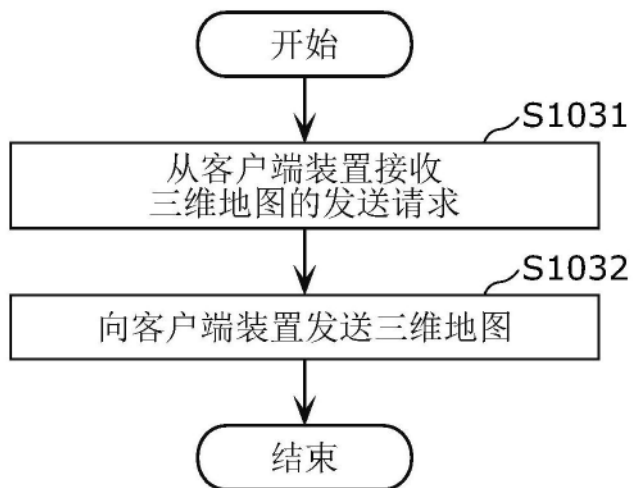 开始
S1031
从客户端装置接收
三维地图的发送请求
S1032
向客户端装置发送三维地图
结束